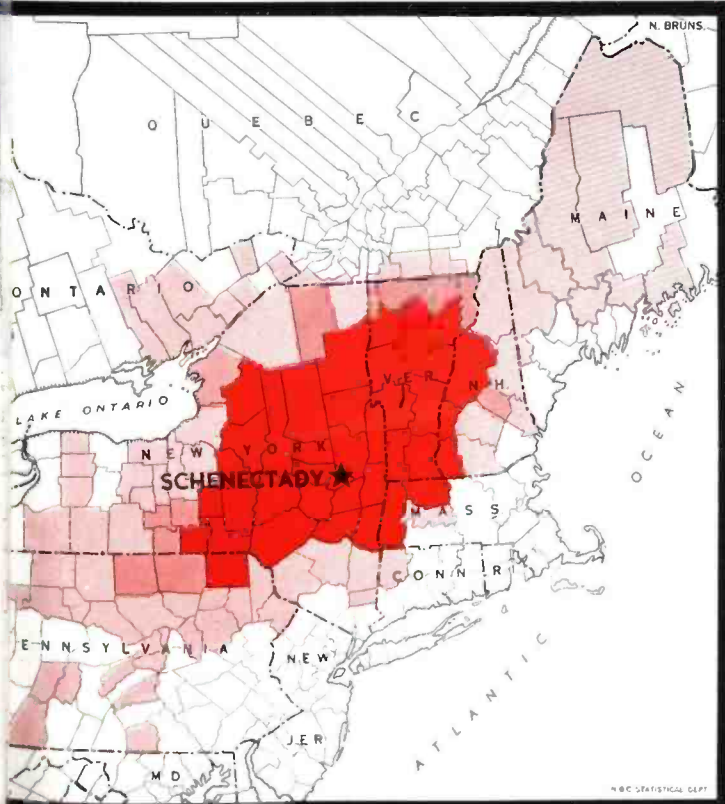 N. BRUNS.
QUEBEC
MAINE
ONTARIO
LAKE ONTARIO
VER.
N.H.
OCEAN
NEW YORK
SCHENECTADY
MASS
CONN
R
ENNSYLVANIA
NEW
JER
ATLANTIC
MD
NBC STATISTICAL DEPT